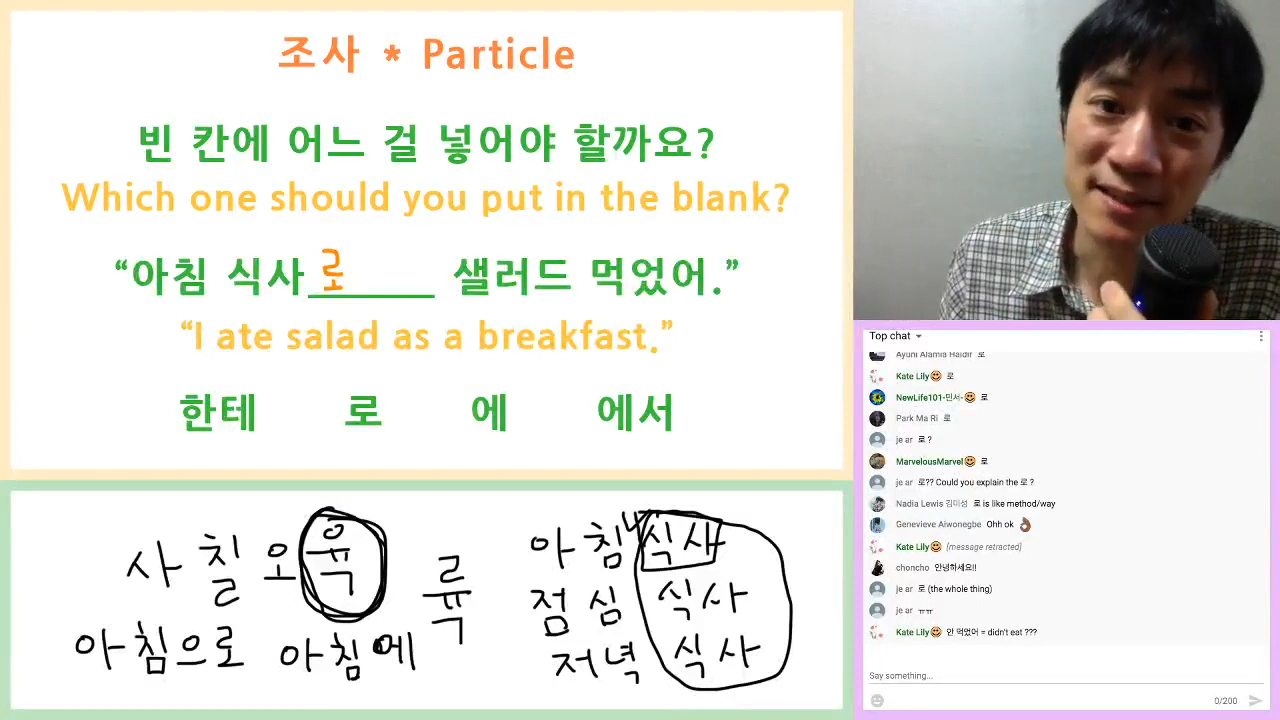 조사 * Particle
빈 칸에 어느 걸 넣어야 할까요?
Which one should you put in the blank?
“아침 식사로 샐러드 먹었어.”
“I ate salad as a breakfast.”
한테 로 에 에서
사 칠 오 육 륙
아침으로 아침에
아침 식사
점심 식사
저녁 식사
Top chat
Ayuni Alamia Haidir 로
Kate Lily 로
NewLife101-민서- 로
Park Ma Ri 로
je ar 로 ?
MarvelousMarvel 로
je ar 로?? Could you explain the 로 ?
Nadia Lewis 김미성 로 is like method/way
Genevieve Aiwonegbe Ohh ok
Kate Lily [message retracted]
choncho 안녕하세요!!
je ar 로 (the whole thing)
je ar ㅠㅠ
Kate Lily 안 먹었어 = didn't eat ???
Say something...
0/200